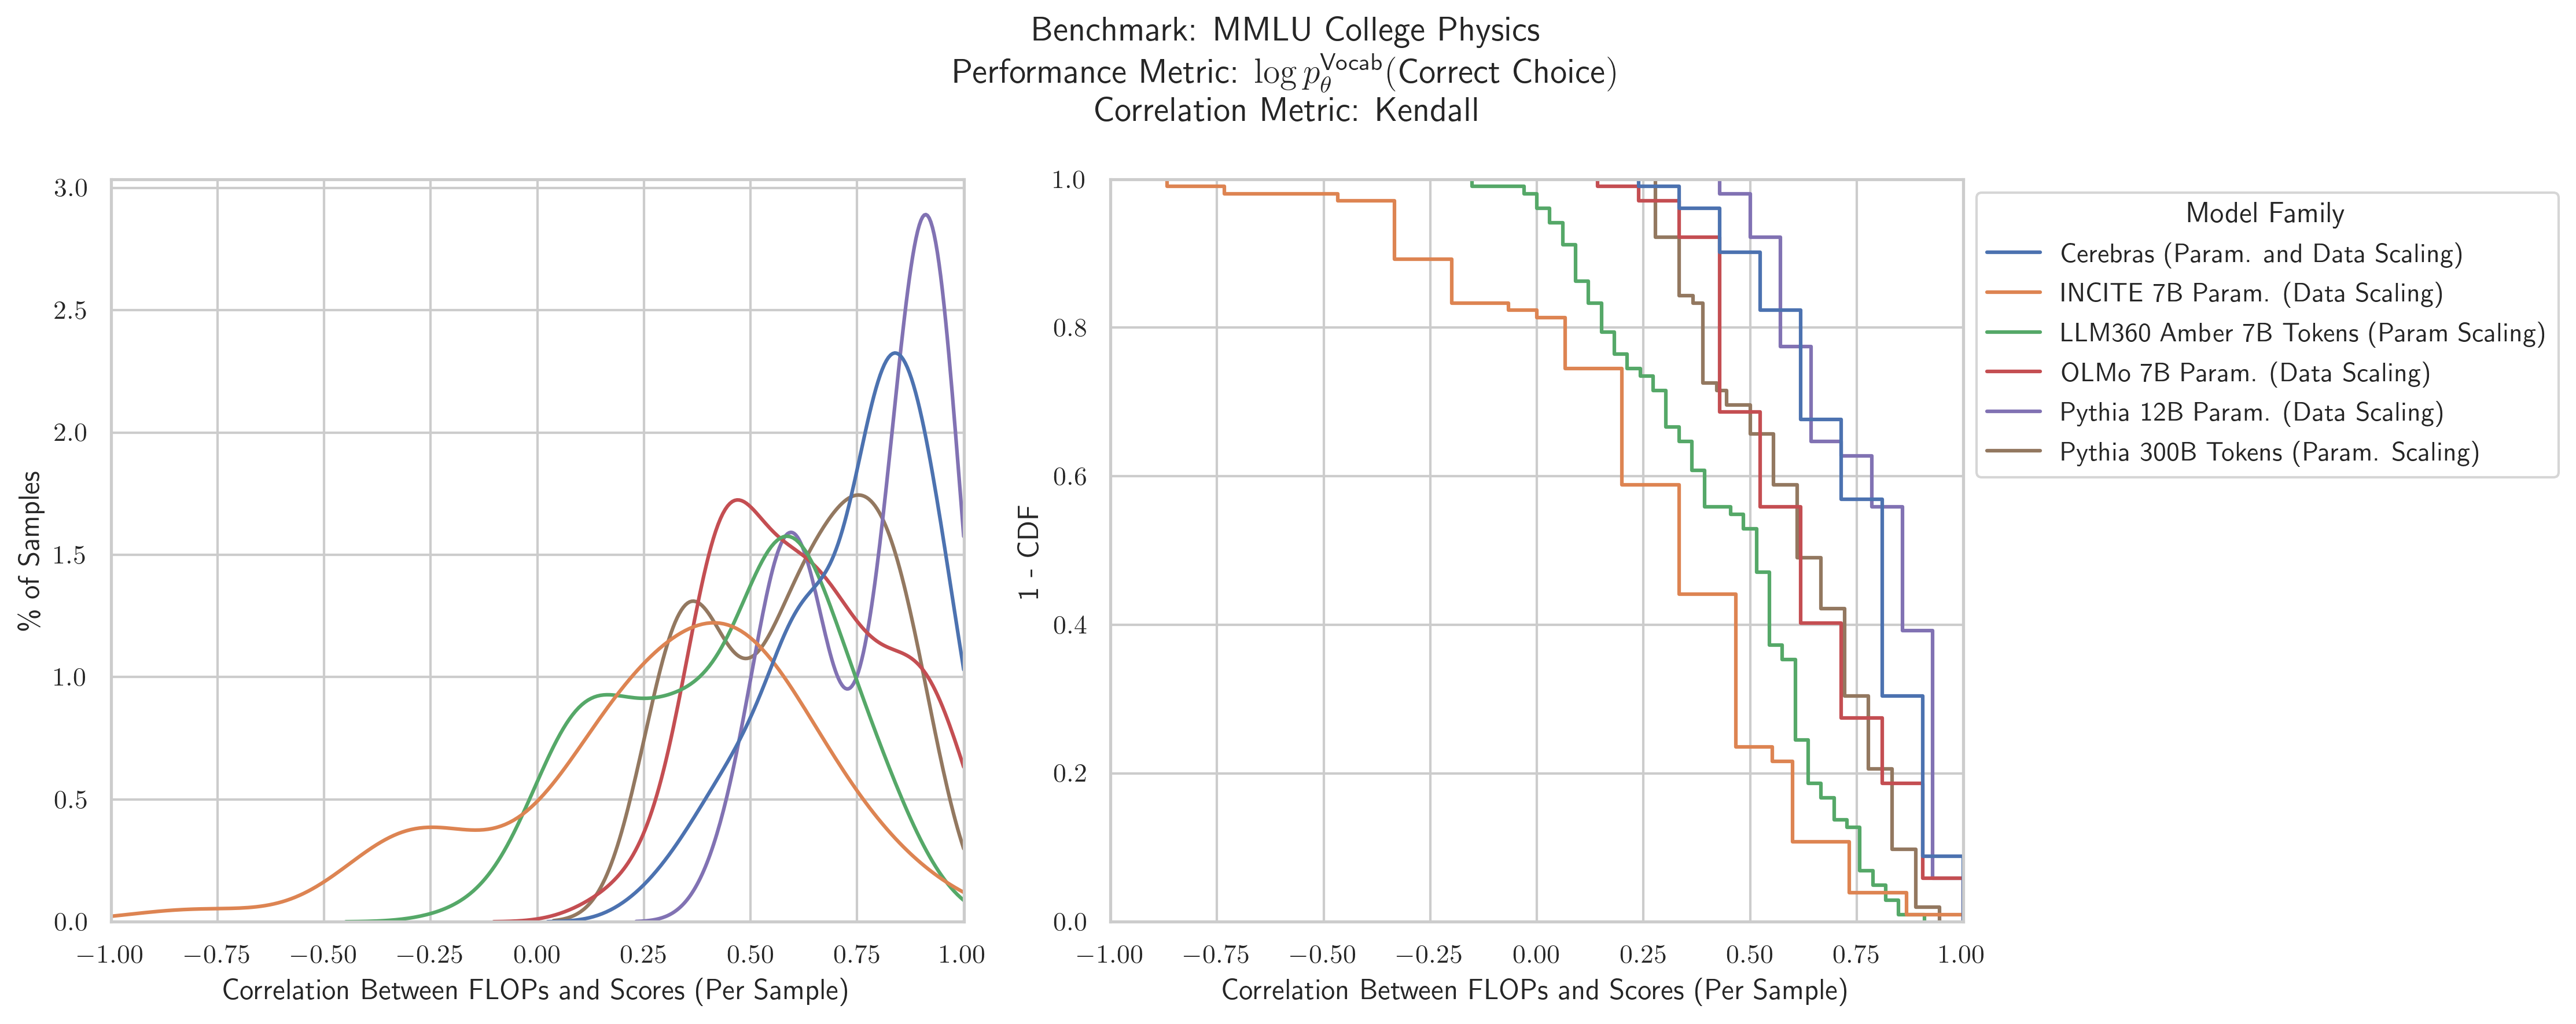 Benchmark: MMLU College Physics
Performance Metric: log p_θ^Vocab(Correct Choice)
Correlation Metric: Kendall
% of Samples
3.0
2.5
2.0
1.5
1.0
0.5
0.0
−1.00 −0.75 −0.50 −0.25 0.00 0.25 0.50 0.75 1.00
Correlation Between FLOPs and Scores (Per Sample)
1 - CDF
1.0
0.8
0.6
0.4
0.2
0.0
−1.00 −0.75 −0.50 −0.25 0.00 0.25 0.50 0.75 1.00
Correlation Between FLOPs and Scores (Per Sample)
Model Family
Cerebras (Param. and Data Scaling)
INCITE 7B Param. (Data Scaling)
LLM360 Amber 7B Tokens (Param Scaling)
OLMo 7B Param. (Data Scaling)
Pythia 12B Param. (Data Scaling)
Pythia 300B Tokens (Param. Scaling)